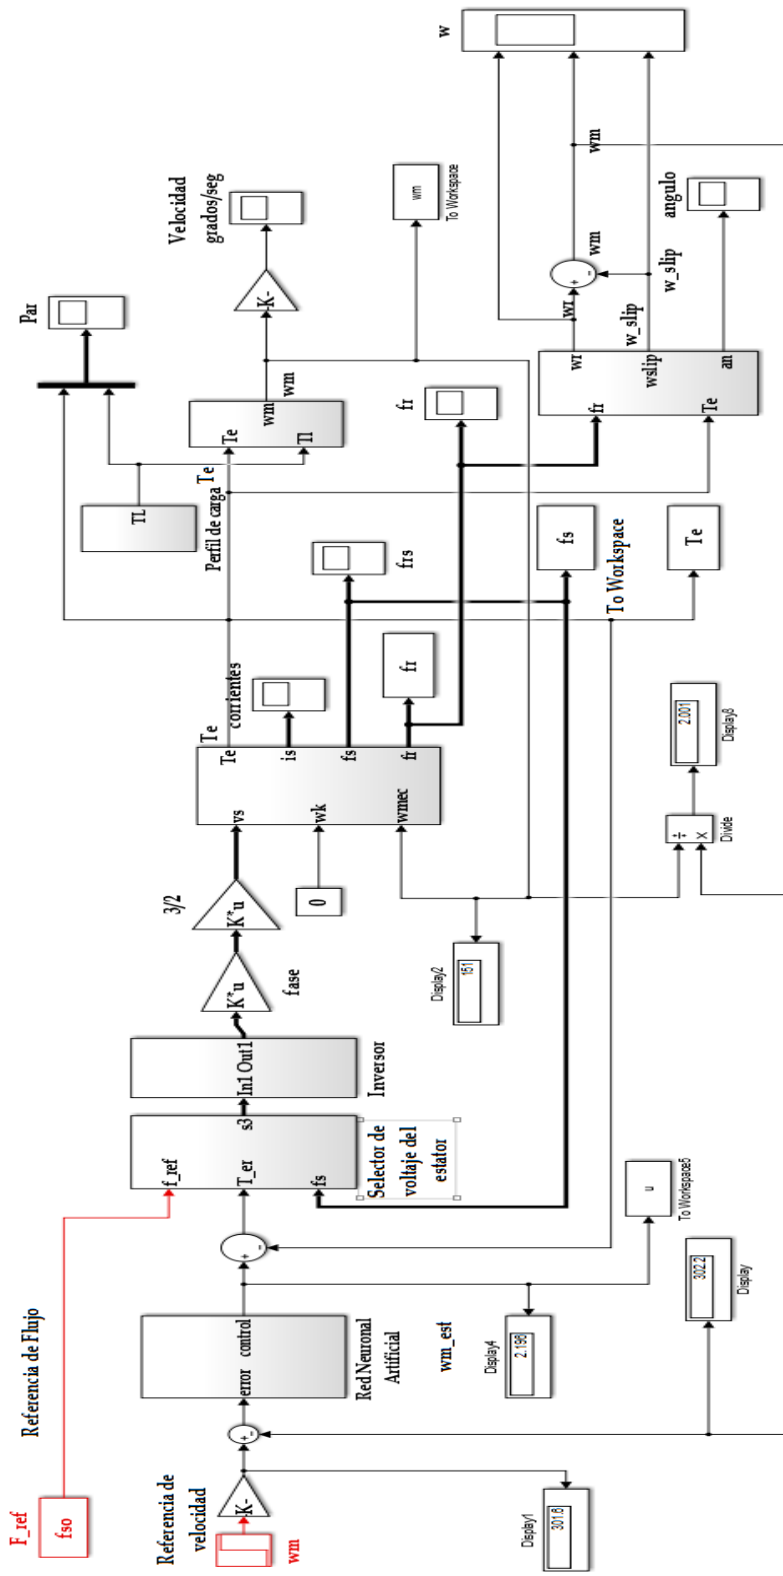 F_ref
fso
Referencia de Flujo
Referencia de
velocidad
wm
K-
Display1
301.6
error
control
Red Neuronal
Artificial
wm_est
Display4
2.196
Display
302.2
u
To Workspace5
f_ref
T_er
fs
s3
Selector de
voltaje del
estator
In1
Out1
Inversor
K*u
fase
K*u
3/2
0
Display2
151
vs
wk
wmec
Te
is
fs
fr
Te
corrientes
fr
frs
Divide
÷
×
Display8
2.001
TL
Perfil de carga
Te
Te
Tl
wm
wm
Par
K-
Velocidad
grados/seg
wm
To Workspace
fr
fs
To Workspace
Te
fr
Te
wr
wslip
an
wr
w_slip
w_slip
wm
wm
angulo
w